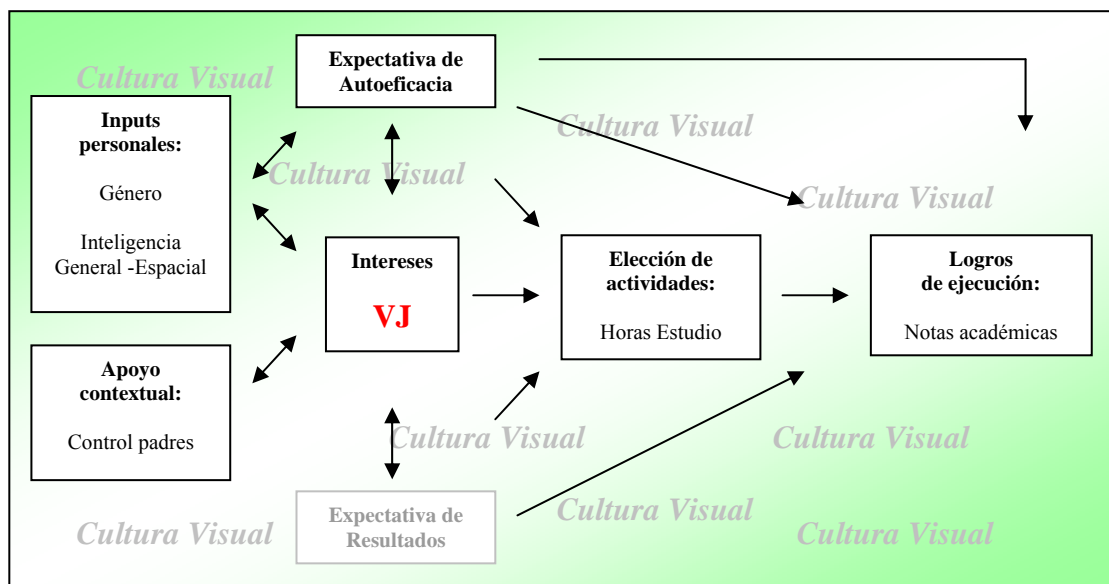 Expectativa de
Autoeficacia
Cultura Visual
Inputs
personales:
Género
Inteligencia
General -Espacial
Cultura Visual
Cultura Visual
Cultura Visual
Intereses
VJ
Elección de
actividades:
Horas Estudio
Logros
de ejecución:
Notas académicas
Apoyo
contextual:
Control padres
Cultura Visual
Cultura Visual
Expectativa de
Resultados
Cultura Visual
Cultura Visual
Cultura Visual